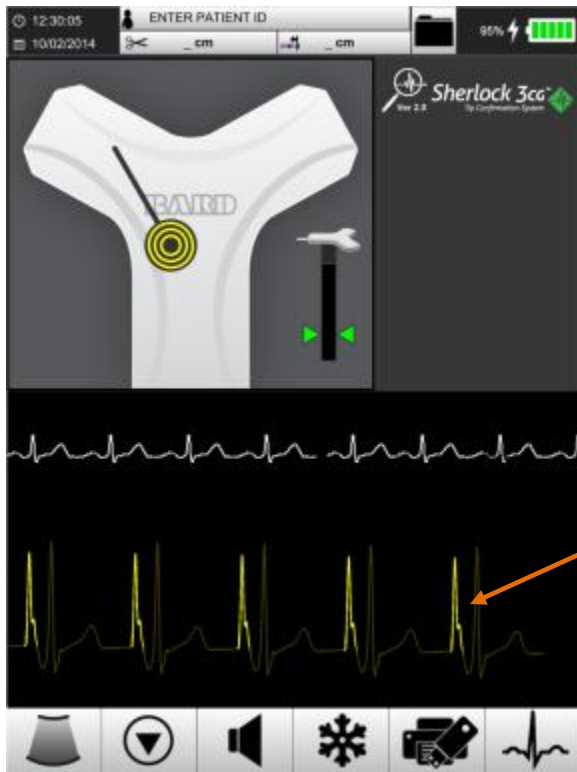 12:30:05
ENTER PATIENT ID
95%
10/02/2014
_ cm
_ cm
Sherlock 3CG™
Ver 2.0
Tip Confirmation System
BARD